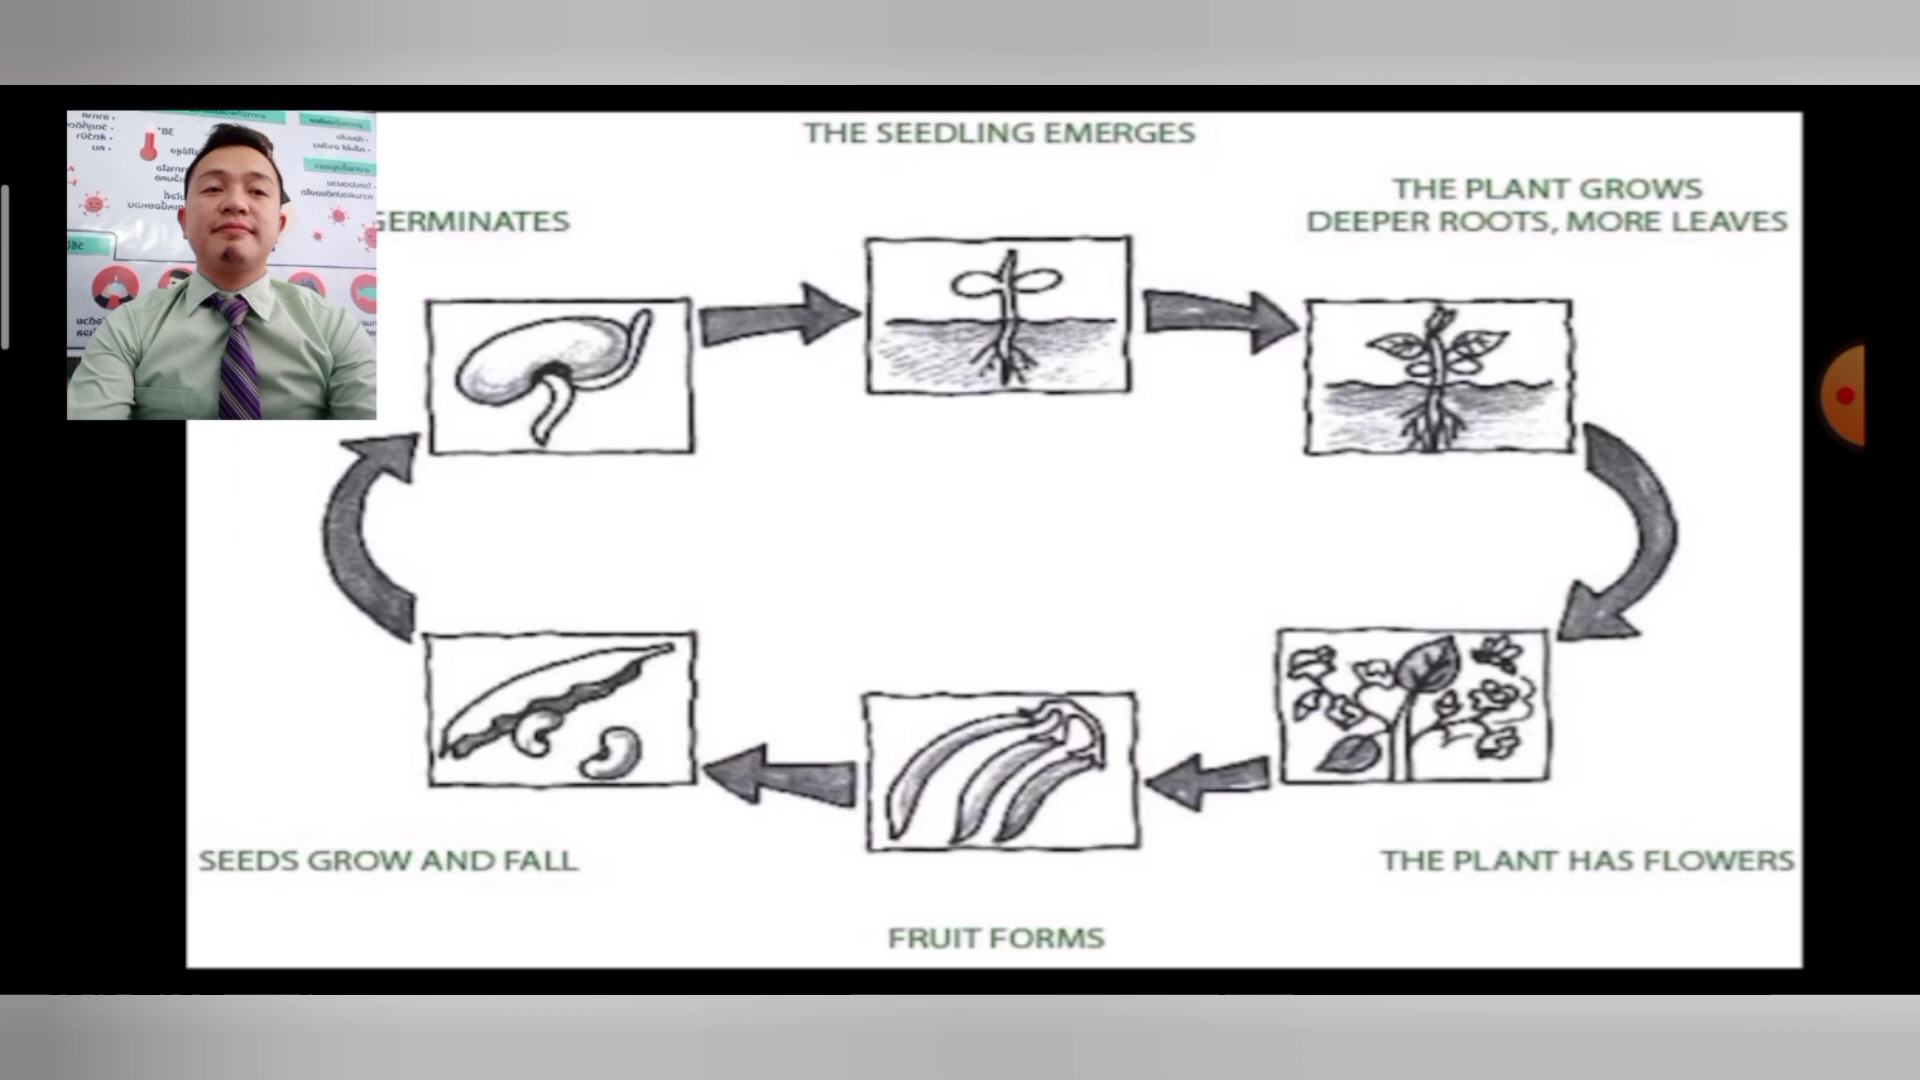 THE SEEDLING EMERGES
THE PLANT GROWS
DEEPER ROOTS, MORE LEAVES
GERMINATES
SEEDS GROW AND FALL
THE PLANT HAS FLOWERS
FRUIT FORMS